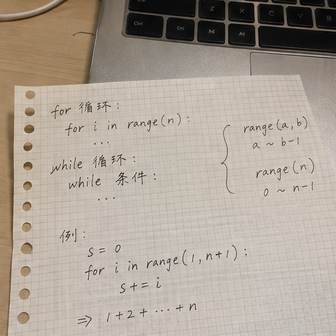 for 循环:
for i in range(n):
...
while 循环:
while 条件:
...
range(a,b)
a ~ b-1
range(n)
0 ~ n-1
例:
s = 0
for i in range(1,n+1):
s += i
⇒ 1+2+...+n